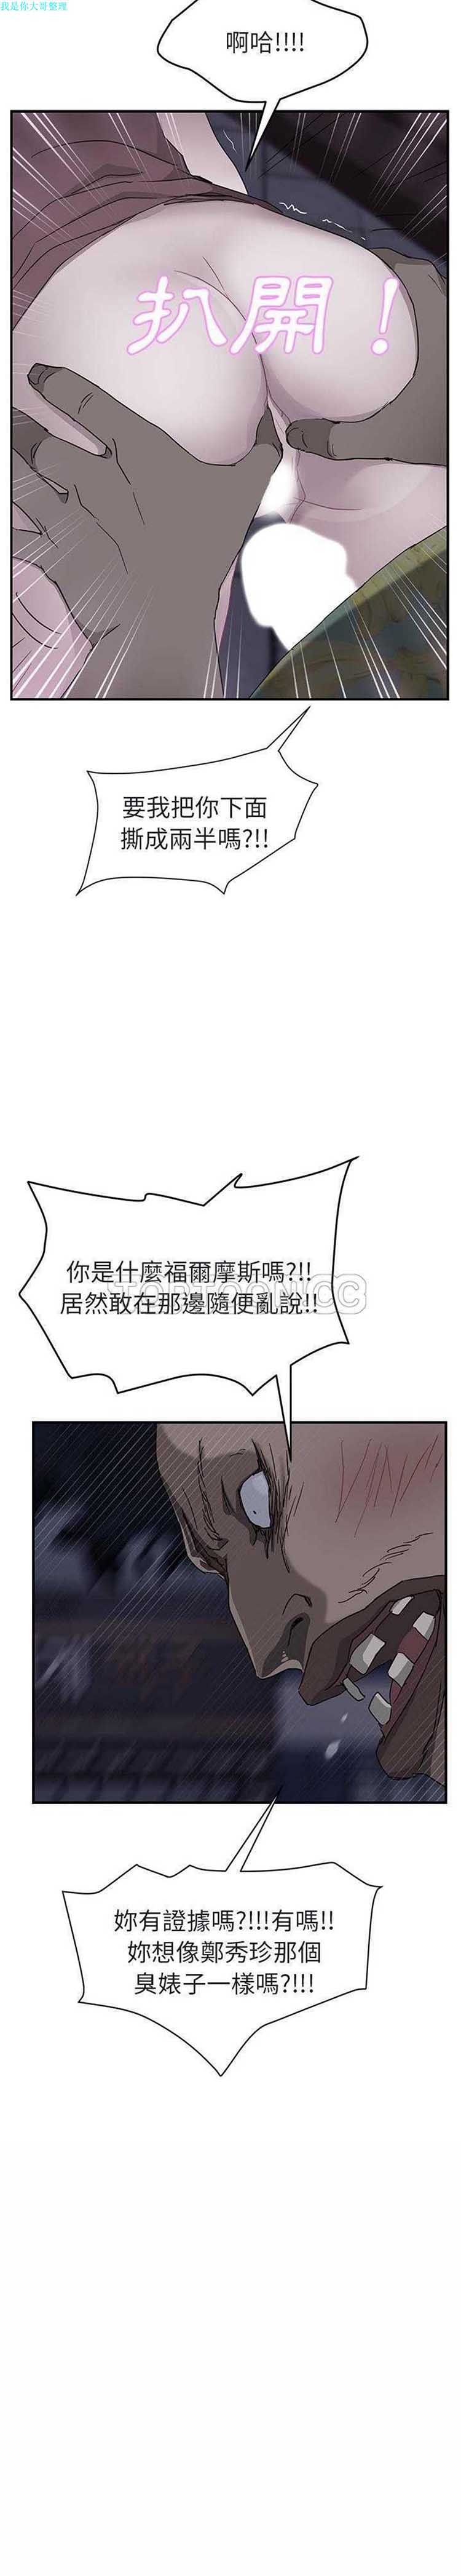 我是你大哥整理
啊哈!!!!
扒開！
要我把你下面
撕成兩半嗎?!!
你是什麼福爾摩斯嗎?!!
TOPTOON.CC
居然敢在那邊隨便亂說!!
妳有證據嗎?!!!有嗎!!
妳想像鄭秀珍那個
臭婊子一樣嗎?!!!